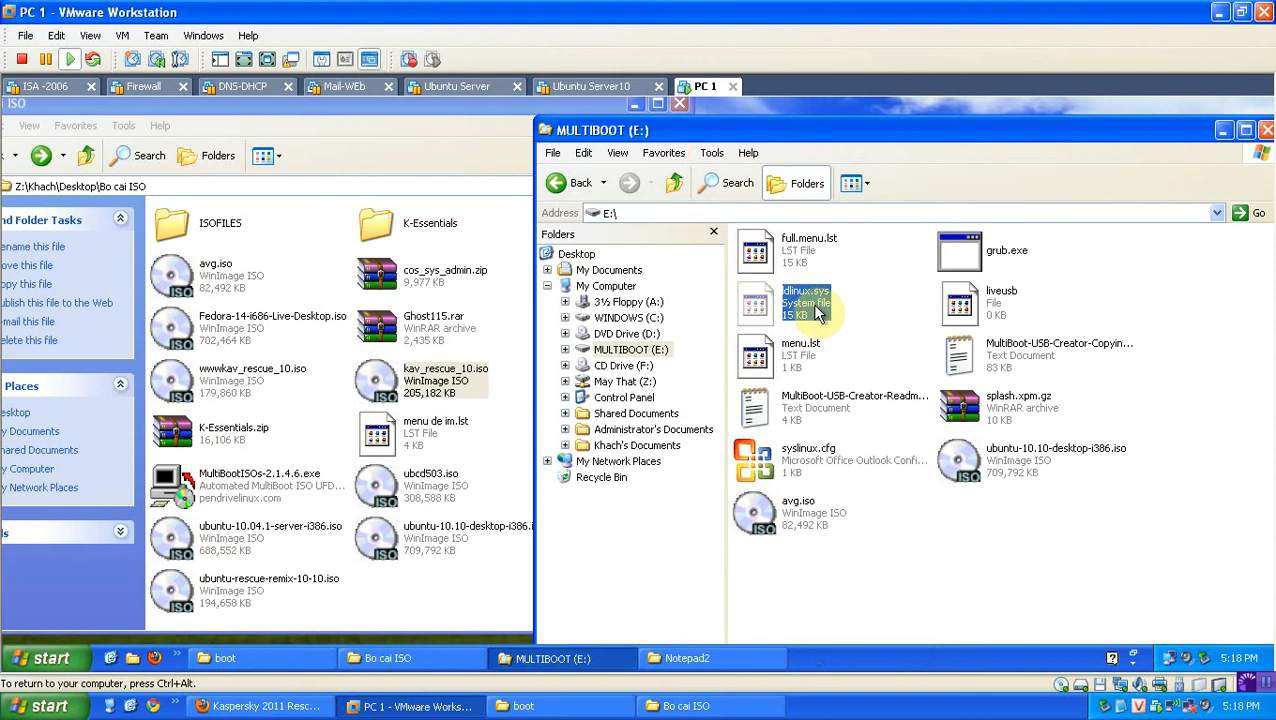 PC 1 - VMware Workstation
File Edit View VM Team Windows Help
ISA -2006 Firewall DNS-DHCP Mail-WEb Ubuntu Server Ubuntu Server10 PC 1
ISO
View Favorites Tools Help
Search Folders
Z:\Khach\Desktop\Bo cai ISO
nd Folder Tasks
ename this file
ove this file
opy this file
ublish this file to the Web
-mail this file
rint this file
elete this file
Places
esktop
y Documents
hared Documents
y Computer
y Network Places
ls
ISOFILES
K-Essentials
avg.iso
WinImage ISO
82,492 KB
cos_sys_admin.zip
9,977 KB
Fedora-14-i686-Live-Desktop.iso
WinImage ISO
702,464 KB
Ghost115.rar
WinRAR archive
2,435 KB
wwwkav_rescue_10.iso
WinImage ISO
179,860 KB
kav_rescue_10.iso
WinImage ISO
205,182 KB
K-Essentials.zip
16,106 KB
menu de im.lst
LST File
4 KB
MultiBootISOs-2.1.4.6.exe
Automated MultiBoot ISO UFD...
pendrivelinux.com
ubcd503.iso
WinImage ISO
308,588 KB
ubuntu-10.04.1-server-i386.iso
WinImage ISO
688,552 KB
ubuntu-10.10-desktop-i386.i
WinImage ISO
709,792 KB
ubuntu-rescue-remix-10-10.iso
WinImage ISO
194,658 KB
MULTIBOOT (E:)
File Edit View Favorites Tools Help
Back Search Folders
Address E:\ Go
Folders
Desktop
My Documents
My Computer
3½ Floppy (A:)
WINDOWS (C:)
DVD Drive (D:)
MULTIBOOT (E:)
CD Drive (F:)
May That (Z:)
Control Panel
Shared Documents
Administrator's Documents
Khach's Documents
My Network Places
Recycle Bin
full.menu.lst
LST File
15 KB
grub.exe
ldlinux.sys
System file
15 KB
liveusb
File
0 KB
menu.lst
LST File
1 KB
MultiBoot-USB-Creator-Copyin...
Text Document
83 KB
MultiBoot-USB-Creator-Readm...
Text Document
4 KB
splash.xpm.gz
WinRAR archive
10 KB
syslinux.cfg
Microsoft Office Outlook Confi...
1 KB
ubuntu-10.10-desktop-i386.iso
WinImage ISO
709,792 KB
avg.iso
WinImage ISO
82,492 KB
start boot Bo cai ISO MULTIBOOT (E:) Notepad2 5:18 PM
To return to your computer, press Ctrl+Alt.
start Kaspersky 2011 Resc... PC 1 - VMware Works... boot Bo cai ISO 5:18 PM